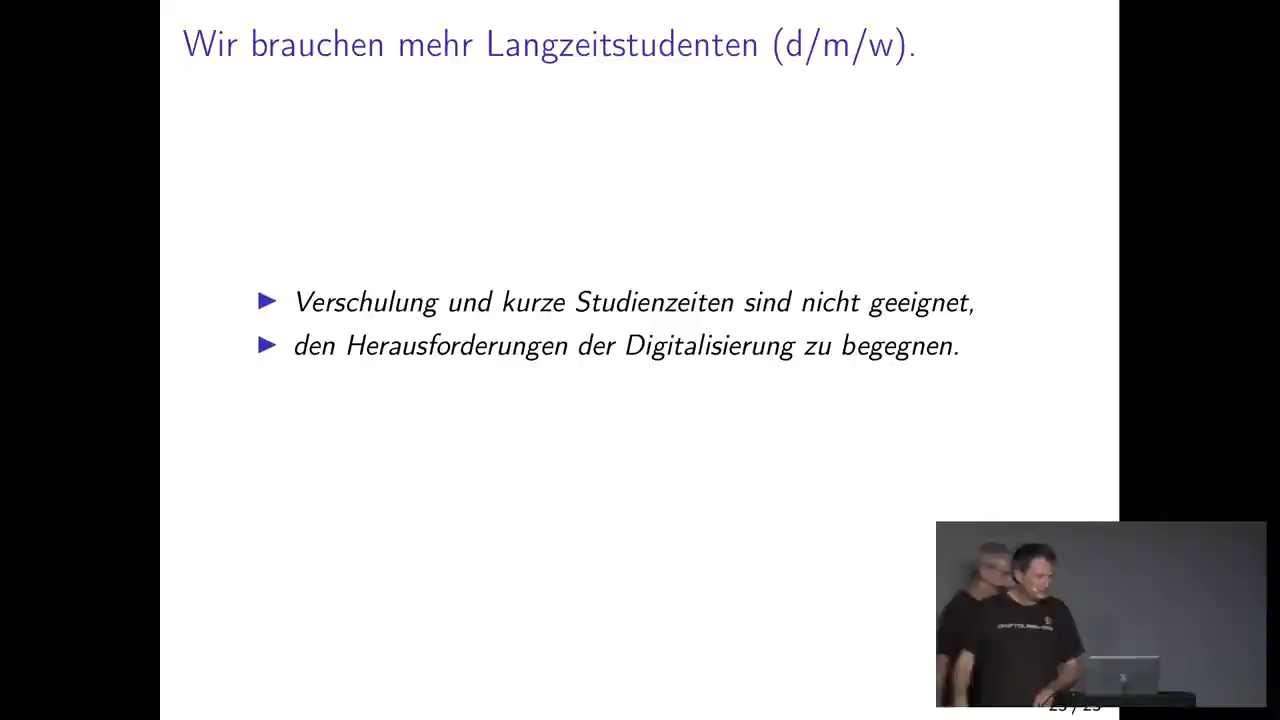 Wir brauchen mehr Langzeitstudenten (d/m/w).
Verschulung und kurze Studienzeiten sind nicht geeignet,
den Herausforderungen der Digitalisierung zu begegnen.